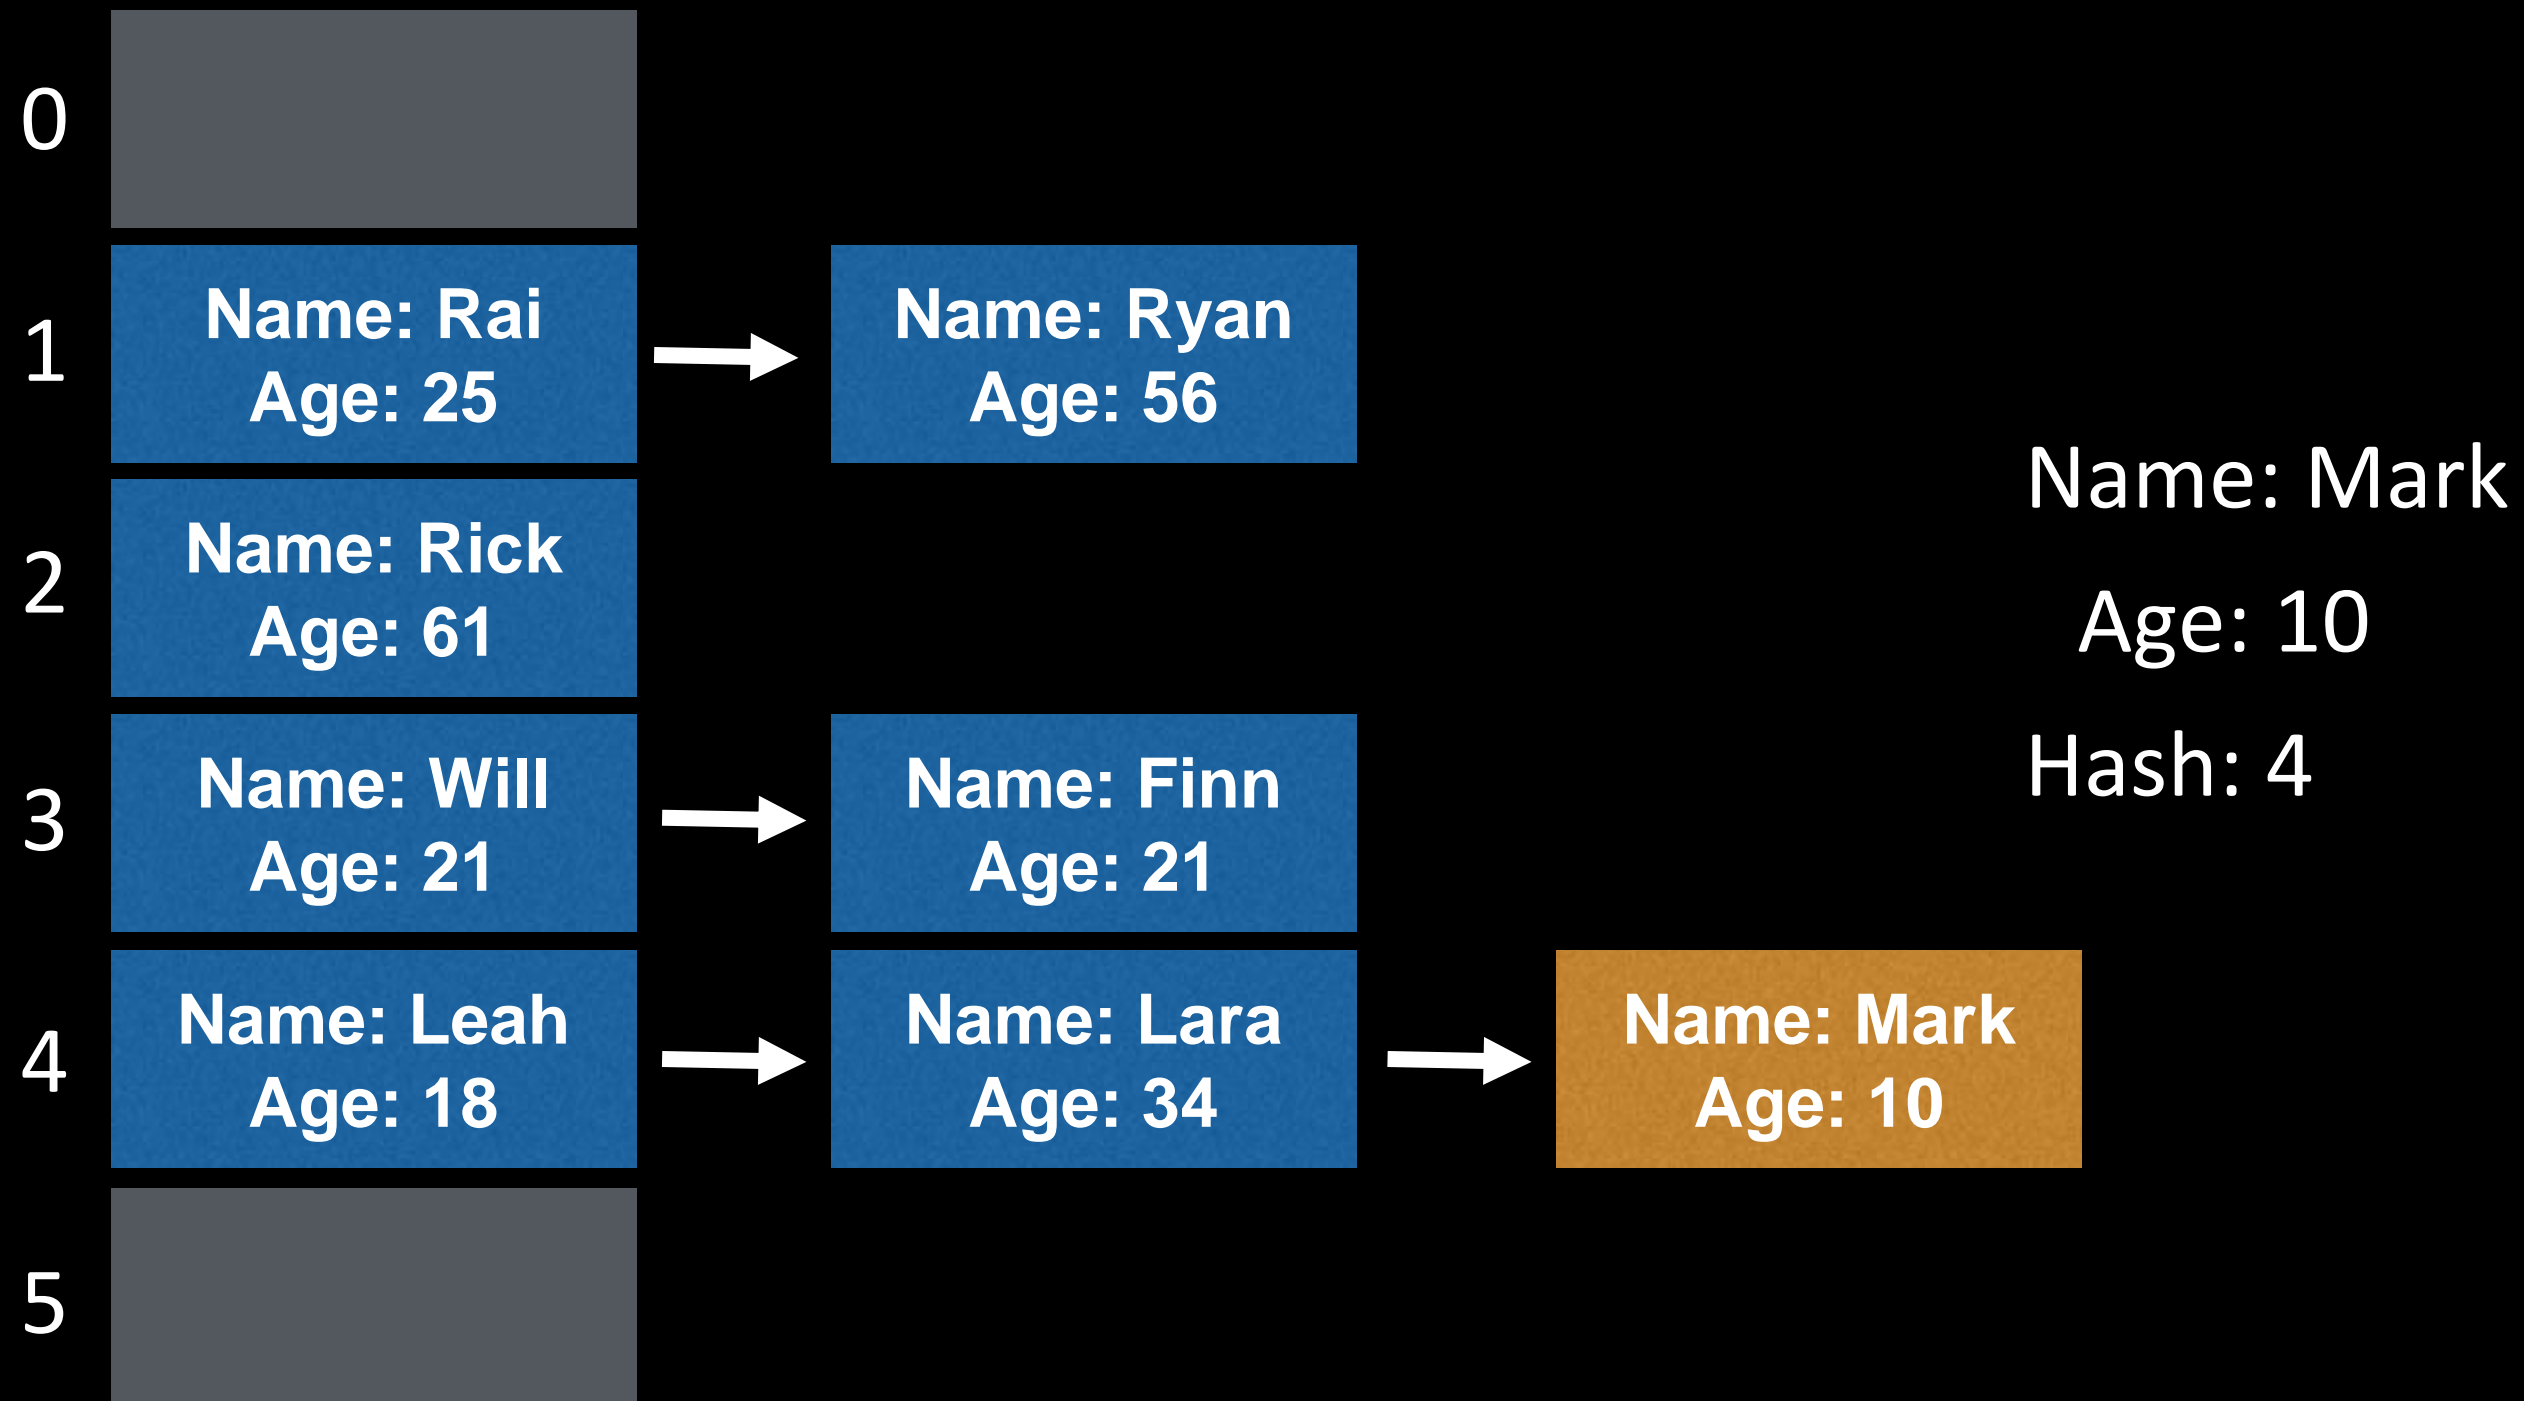 0
1
Name: Rai
Age: 25
Name: Ryan
Age: 56
2
Name: Rick
Age: 61
3
Name: Will
Age: 21
Name: Finn
Age: 21
4
Name: Leah
Age: 18
Name: Lara
Age: 34
Name: Mark
Age: 10
5
Name: Mark
Age: 10
Hash: 4